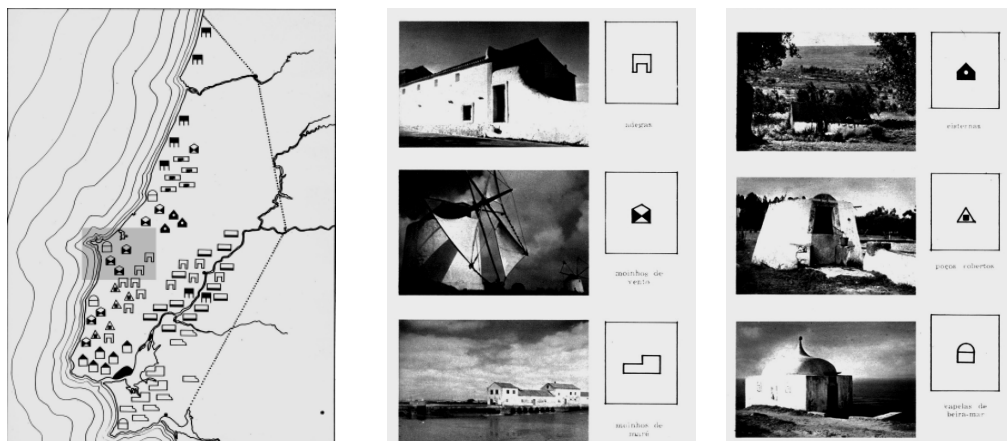 adegas
moinhos de
vento
moinhos de
maré
cisternas
poços cobertos
capelas de
beira-mar